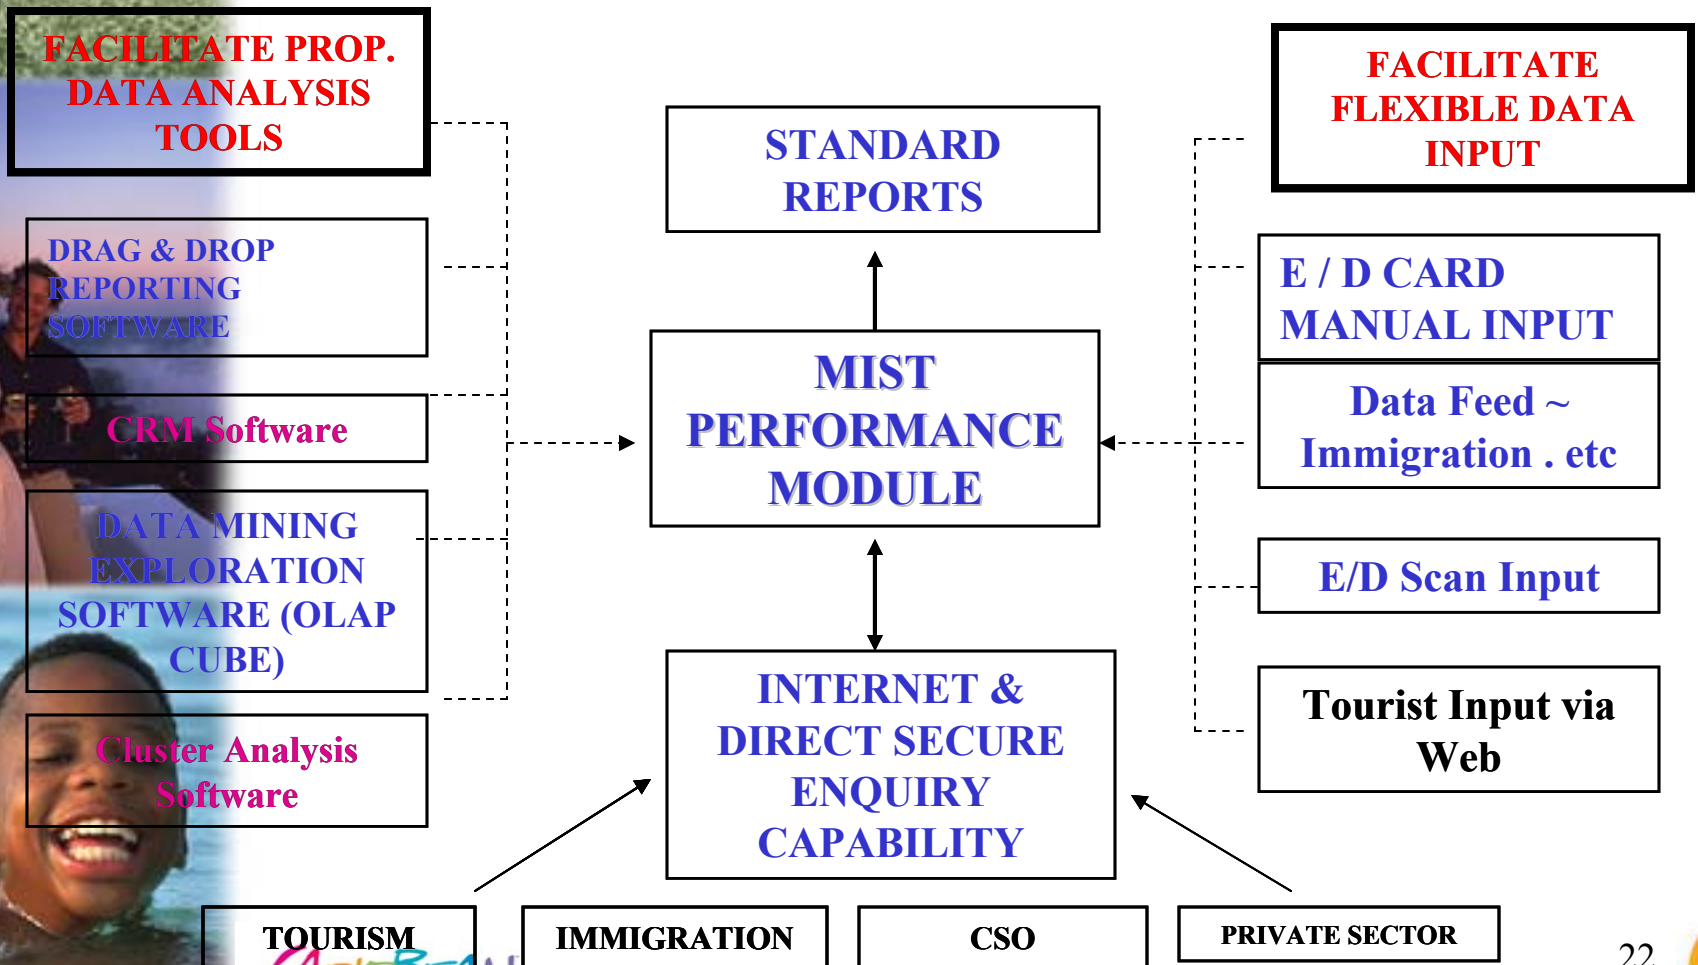 FACILITATE PROP.
DATA ANALYSIS
TOOLS
DRAG & DROP
REPORTING
SOFTWARE
CRM Software
DATA MINING
EXPLORATION
SOFTWARE (OLAP
CUBE)
Cluster Analysis
Software
STANDARD
REPORTS
MIST
PERFORMANCE
MODULE
INTERNET &
DIRECT SECURE
ENQUIRY
CAPABILITY
FACILITATE
FLEXIBLE DATA
INPUT
E / D CARD
MANUAL INPUT
Data Feed ~
Immigration . etc
E/D Scan Input
Tourist Input via
Web
TOURISM
IMMIGRATION
CSO
PRIVATE SECTOR
22